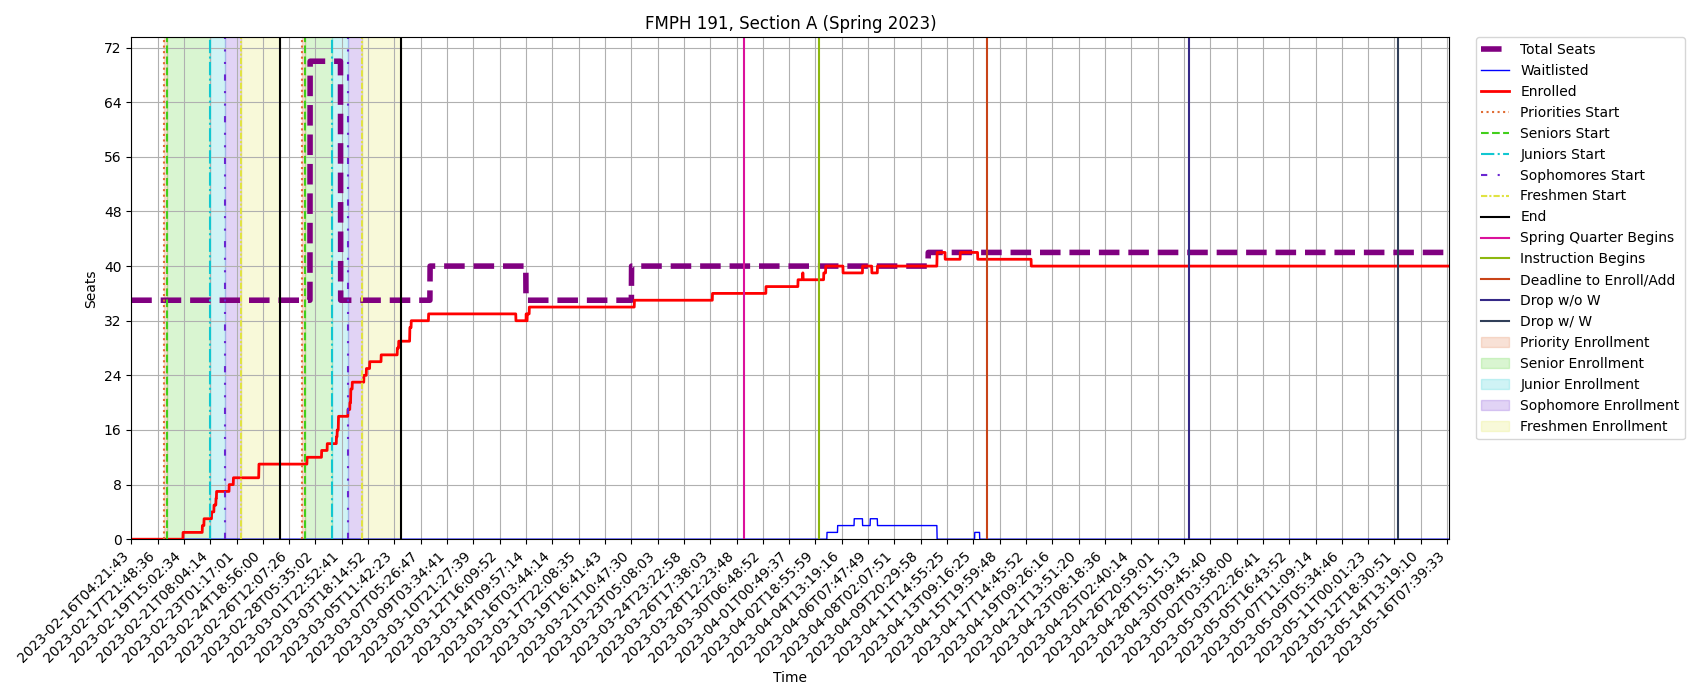 FMPH 191, Section A (Spring 2023)
72
64
56
48
40
32
24
16
8
0
Seats
2023-02-16T04:21:43
2023-02-17T21:48:36
2023-02-19T15:02:34
2023-02-21T08:04:14
2023-02-23T01:17:01
2023-02-24T18:56:00
2023-02-26T12:07:26
2023-02-28T05:35:02
2023-03-01T22:52:41
2023-03-03T18:14:52
2023-03-05T11:42:23
2023-03-07T05:26:47
2023-03-09T03:34:41
2023-03-10T21:27:39
2023-03-12T16:09:52
2023-03-14T09:57:14
2023-03-16T03:44:14
2023-03-17T22:08:35
2023-03-19T16:41:43
2023-03-21T10:47:30
2023-03-23T05:08:03
2023-03-24T23:22:58
2023-03-26T17:38:03
2023-03-28T12:23:48
2023-03-30T06:48:52
2023-04-01T00:49:37
2023-04-02T18:55:59
2023-04-04T13:19:16
2023-04-06T07:47:49
2023-04-08T02:07:51
2023-04-09T20:29:58
2023-04-11T14:55:25
2023-04-13T09:16:25
2023-04-15T19:59:48
2023-04-17T14:45:52
2023-04-19T09:26:16
2023-04-21T13:51:20
2023-04-23T08:18:36
2023-04-25T02:40:14
2023-04-26T20:59:01
2023-04-28T15:15:13
2023-04-30T09:45:40
2023-05-02T03:58:00
2023-05-03T22:26:41
2023-05-05T16:43:52
2023-05-07T11:09:14
2023-05-09T05:34:46
2023-05-11T00:01:23
2023-05-12T18:30:51
2023-05-14T13:19:10
2023-05-16T07:39:33
Time
Total Seats
Waitlisted
Enrolled
Priorities Start
Seniors Start
Juniors Start
Sophomores Start
Freshmen Start
End
Spring Quarter Begins
Instruction Begins
Deadline to Enroll/Add
Drop w/o W
Drop w/ W
Priority Enrollment
Senior Enrollment
Junior Enrollment
Sophomore Enrollment
Freshmen Enrollment